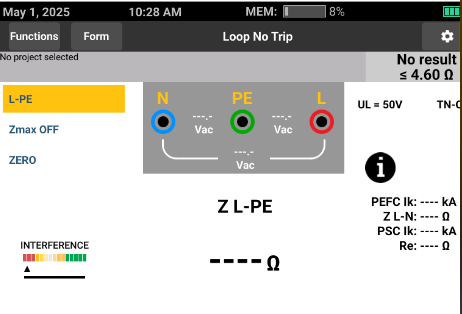 May 1, 2025 10:28 AM MEM: 8%
Functions Form Loop No Trip
No project selected
No result
≤ 4.60 Ω
L-PE
Zmax OFF
ZERO
N PE L
---.- ---.-
Vac Vac
---.-
Vac
UL = 50V TN-C
i
Z L-PE
---- Ω
PEFC Ik: ---- kA
Z L-N: ---- Ω
PSC Ik: ---- kA
Re: ---- Ω
INTERFERENCE